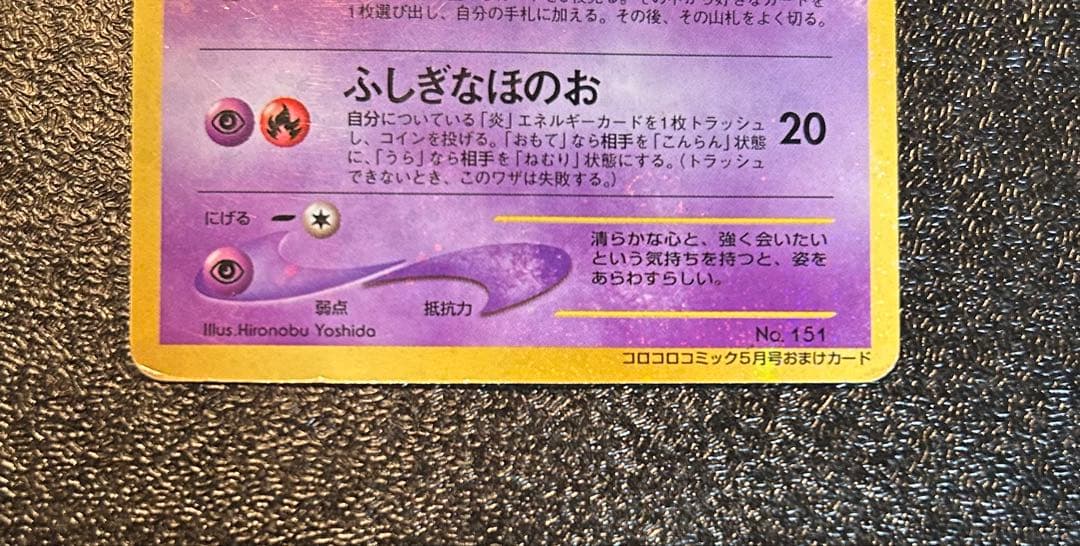 1枚選び出し、自分の手札に加える。その後、その山札をよく切る。
ふしぎなほのお
自分についている「炎」エネルギーカードを1枚トラッシュ
し、コインを投げる。「おもて」なら相手を「こんらん」状態
に、「うら」なら相手を「ねむり」状態にする。(トラッシュ
できないとき、このワザは失敗する。)
20
にげる
清らかな心と、強く会いたい
という気持ちを持つと、姿を
あらわすらしい。
弱点
抵抗力
Illus.Hironobu Yoshida
No. 151
コロコロコミック5月号おまけカード